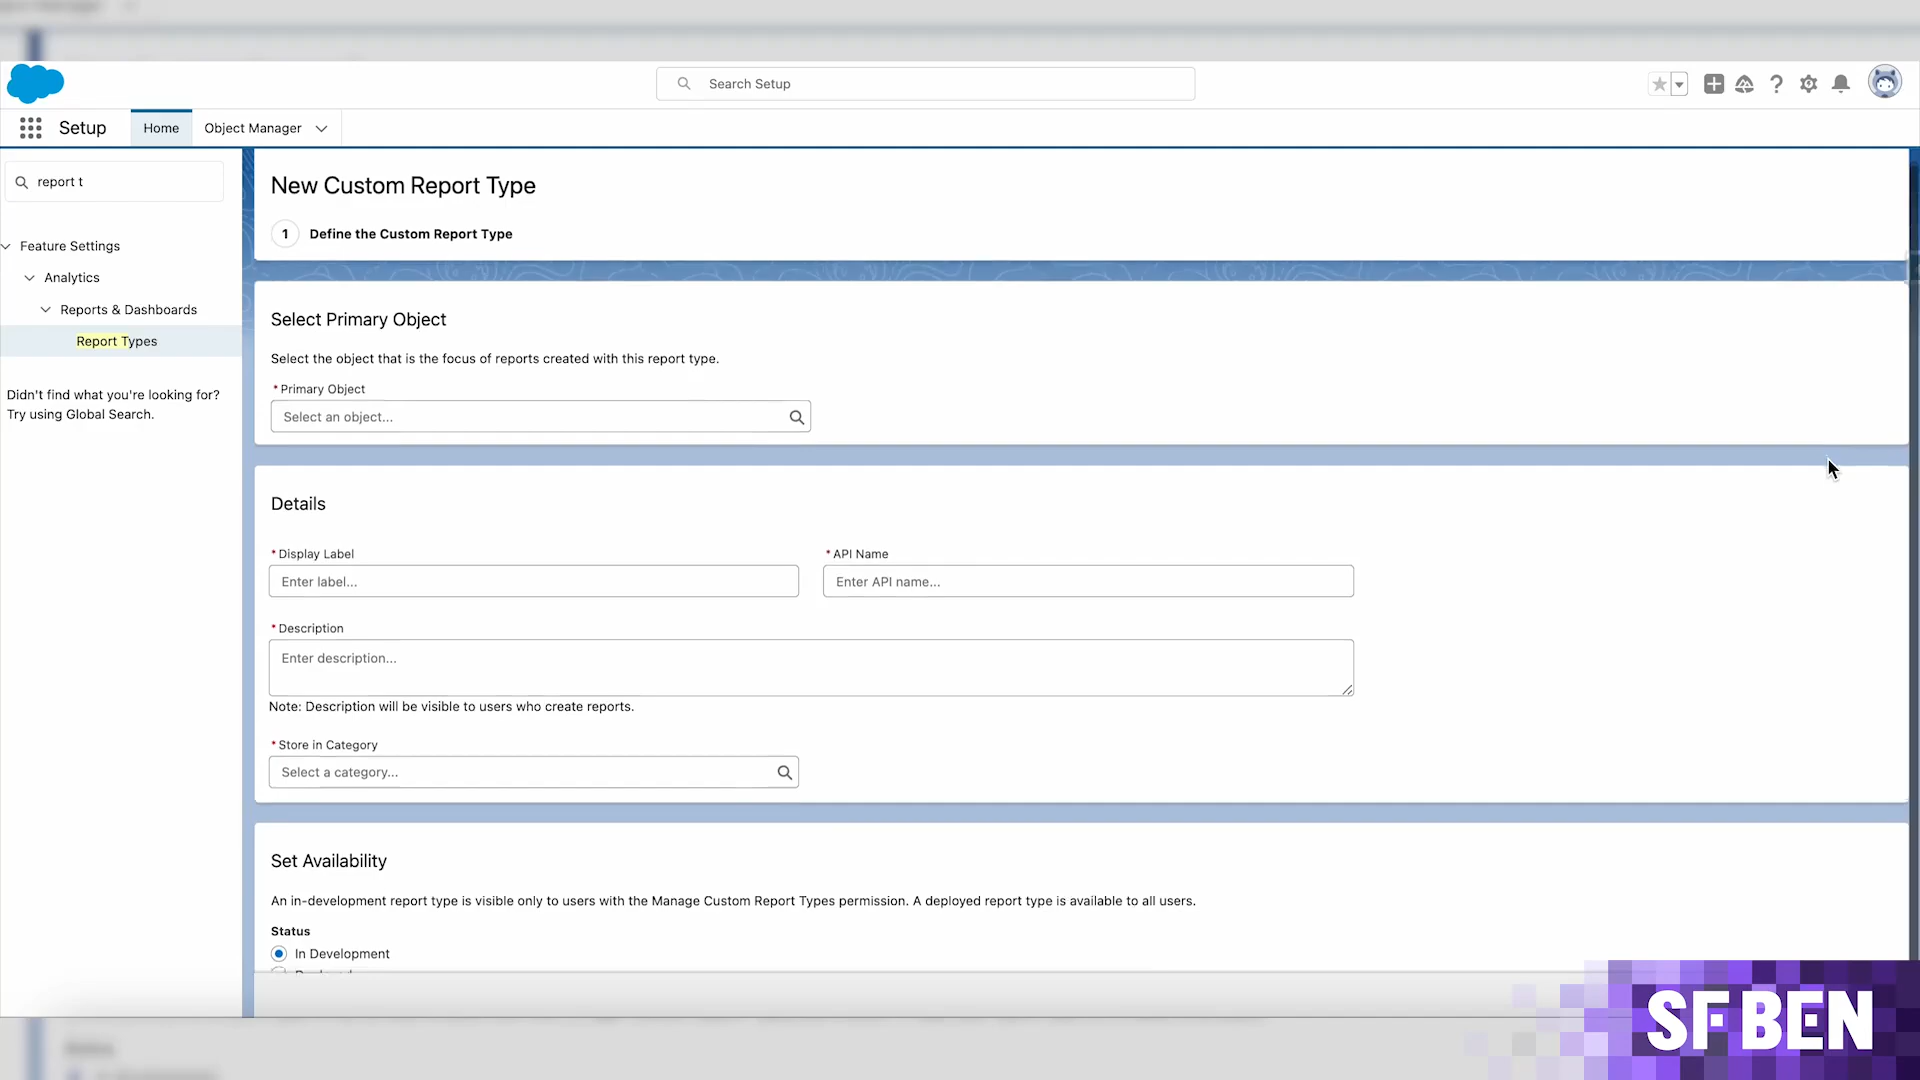 Search Setup
Setup
Home
Object Manager
report t
Feature Settings
Analytics
Reports & Dashboards
Report Types
Didn't find what you're looking for?
Try using Global Search.
New Custom Report Type
1 Define the Custom Report Type
Select Primary Object
Select the object that is the focus of reports created with this report type.
* Primary Object
Select an object...
Details
* Display Label
* API Name
Enter label...
Enter API name...
* Description
Enter description...
Note: Description will be visible to users who create reports.
* Store in Category
Select a category...
Set Availability
An in-development report type is visible only to users with the Manage Custom Report Types permission. A deployed report type is available to all users.
Status
In Development
SF BEN